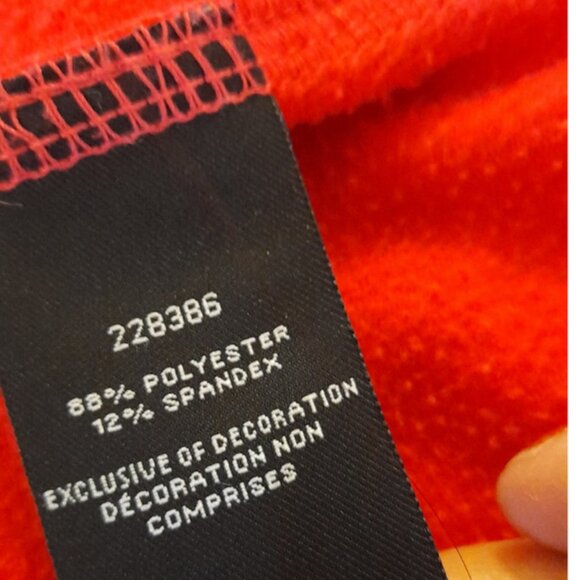 228386
88% POLYESTER
12% SPANDEX
EXCLUSIVE OF DECORATION
DÉCORATION NON
COMPRISES